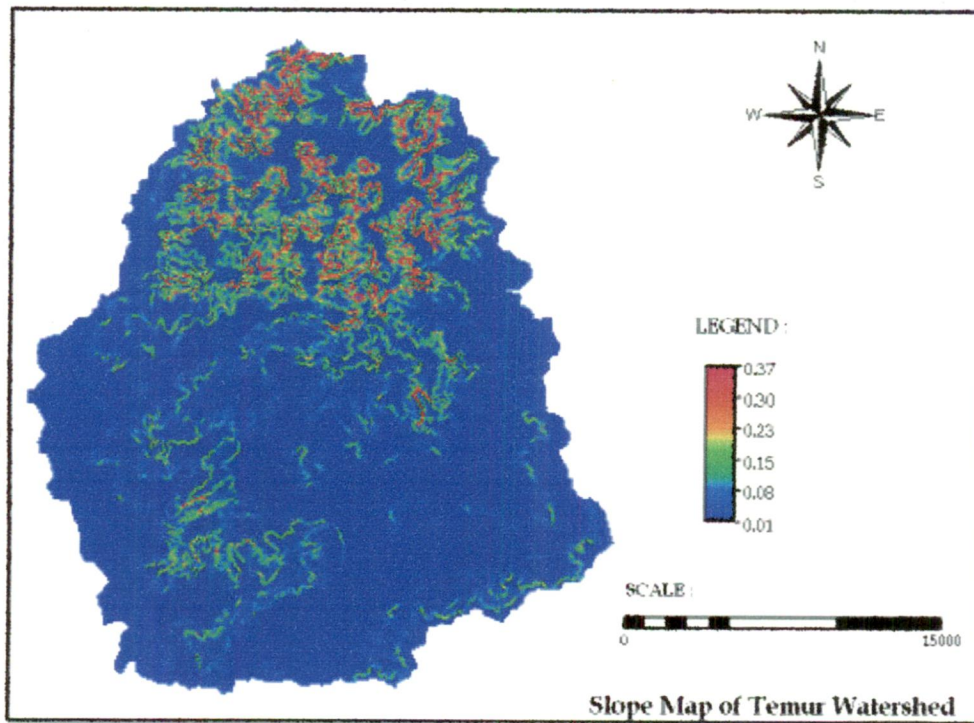 N
W E
S
LEGEND :
0.37
0.30
0.23
0.15
0.08
0.01
SCALE :
0 15000
Slope Map of Temur Watershed